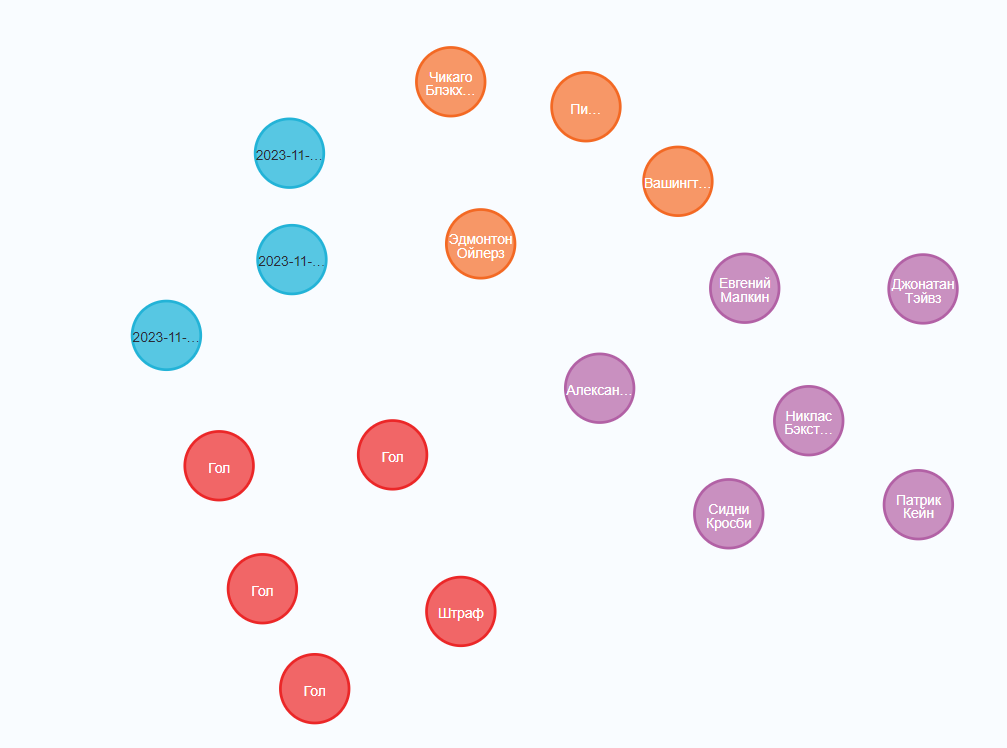 Чикаго
Блэкх...
Пи...
2023-11-...
Вашингт...
Эдмонтон
Ойлерз
2023-11-...
Евгений
Малкин
Джонатан
Тэйвз
2023-11-...
Алексан...
Никлас
Бэкст...
Гол
Гол
Сидни
Кросби
Патрик
Кейн
Гол
Штраф
Гол